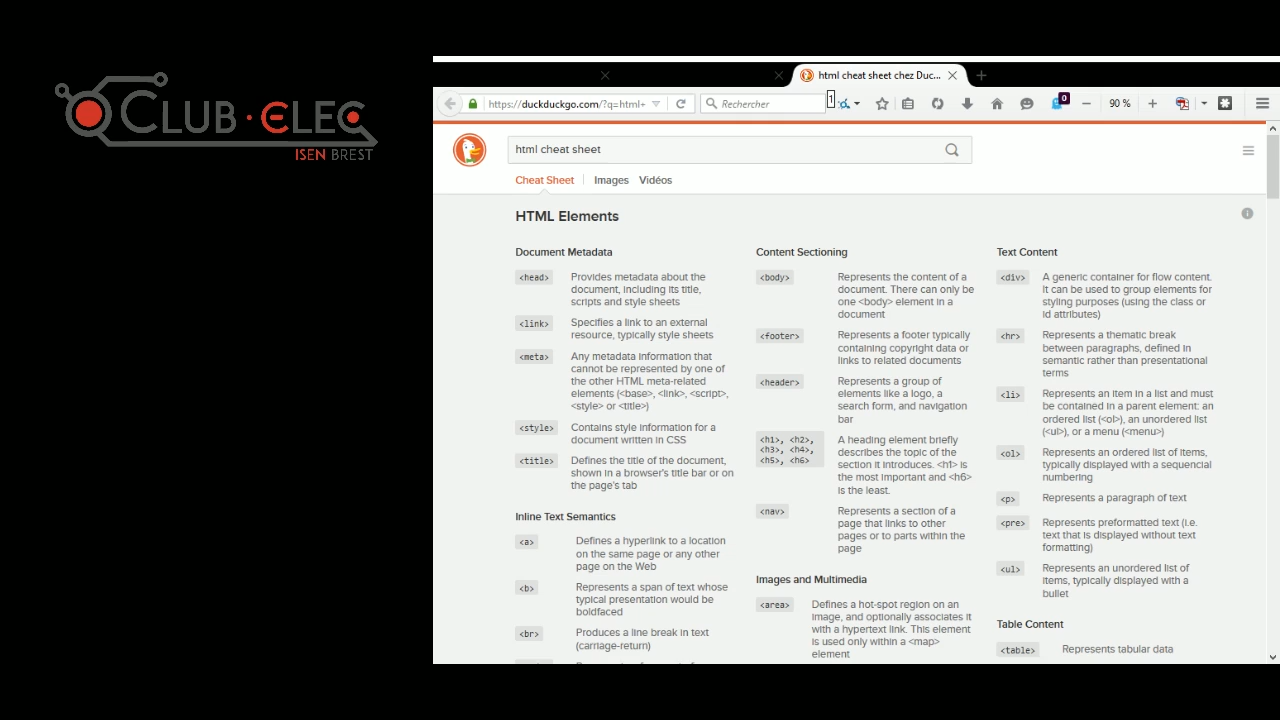 CLUB·ELEC
ISEN BREST
html cheat sheet chez Duc...
https://duckduckgo.com/?q=html+
Rechercher
1
0
90 %
html cheat sheet
Cheat Sheet
Images
Vidéos
HTML Elements
Document Metadata
<head>
Provides metadata about the
document, including its title,
scripts and style sheets
<link>
Specifies a link to an external
resource, typically style sheets
<meta>
Any metadata information that
cannot be represented by one of
the other HTML meta-related
elements (<base>, <link>, <script>,
<style> or <title>)
<style>
Contains style information for a
document written in CSS
<title>
Defines the title of the document,
shown in a browser's title bar or on
the page's tab
Inline Text Semantics
<a>
Defines a hyperlink to a location
on the same page or any other
page on the Web
<b>
Represents a span of text whose
typical presentation would be
boldfaced
<br>
Produces a line break in text
(carriage-return)
Content Sectioning
<body>
Represents the content of a
document. There can only be
one <body> element in a
document
<footer>
Represents a footer typically
containing copyright data or
links to related documents
<header>
Represents a group of
elements like a logo, a
search form, and navigation
bar
<h1>, <h2>,
<h3>, <h4>,
<h5>, <h6>
A heading element briefly
describes the topic of the
section it introduces. <h1> is
the most important and <h6>
is the least.
<nav>
Represents a section of a
page that links to other
pages or to parts within the
page
Images and Multimedia
<area>
Defines a hot-spot region on an
image, and optionally associates it
with a hypertext link. This element
is used only within a <map>
element
Text Content
<div>
A generic container for flow content.
It can be used to group elements for
styling purposes (using the class or
id attributes)
<hr>
Represents a thematic break
between paragraphs, defined in
semantic rather than presentational
terms
<li>
Represents an item in a list and must
be contained in a parent element: an
ordered list (<ol>), an unordered list
(<ul>), or a menu (<menu>)
<ol>
Represents an ordered list of items,
typically displayed with a sequencial
numbering
<p>
Represents a paragraph of text
<pre>
Represents preformatted text (i.e.
text that is displayed without text
formatting)
<ul>
Represents an unordered list of
items, typically displayed with a
bullet
Table Content
<table>
Represents tabular data